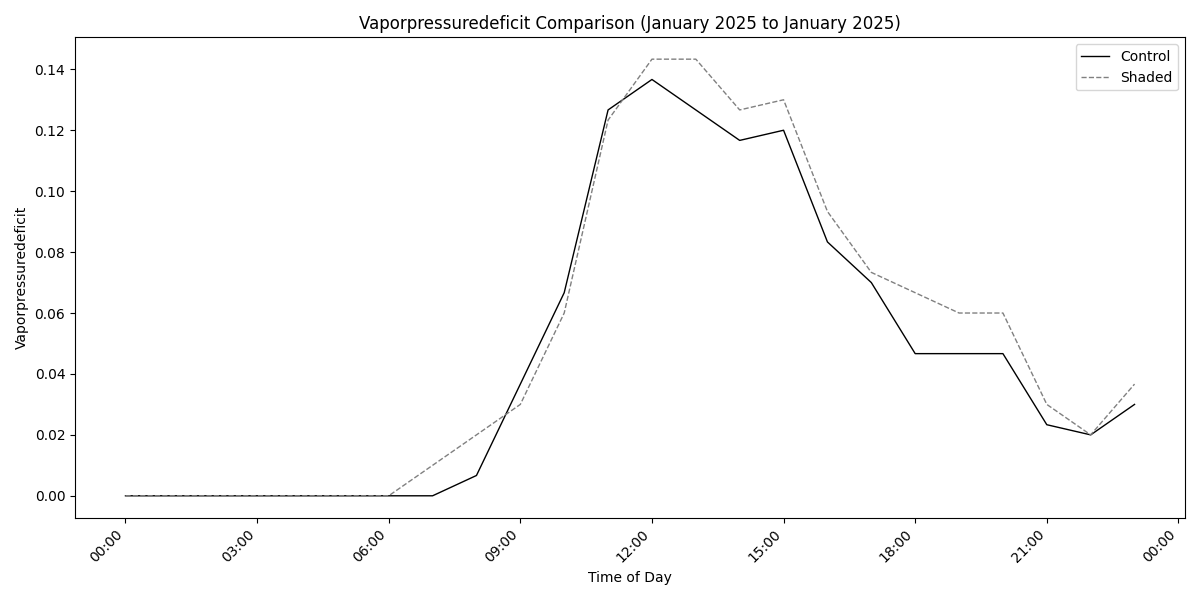 Vaporpressuredeficit Comparison (January 2025 to January 2025)
Control
Shaded
Vaporpressuredeficit
0.14
0.12
0.10
0.08
0.06
0.04
0.02
0.00
00:00 03:00 06:00 09:00 12:00 15:00 18:00 21:00 00:00
Time of Day